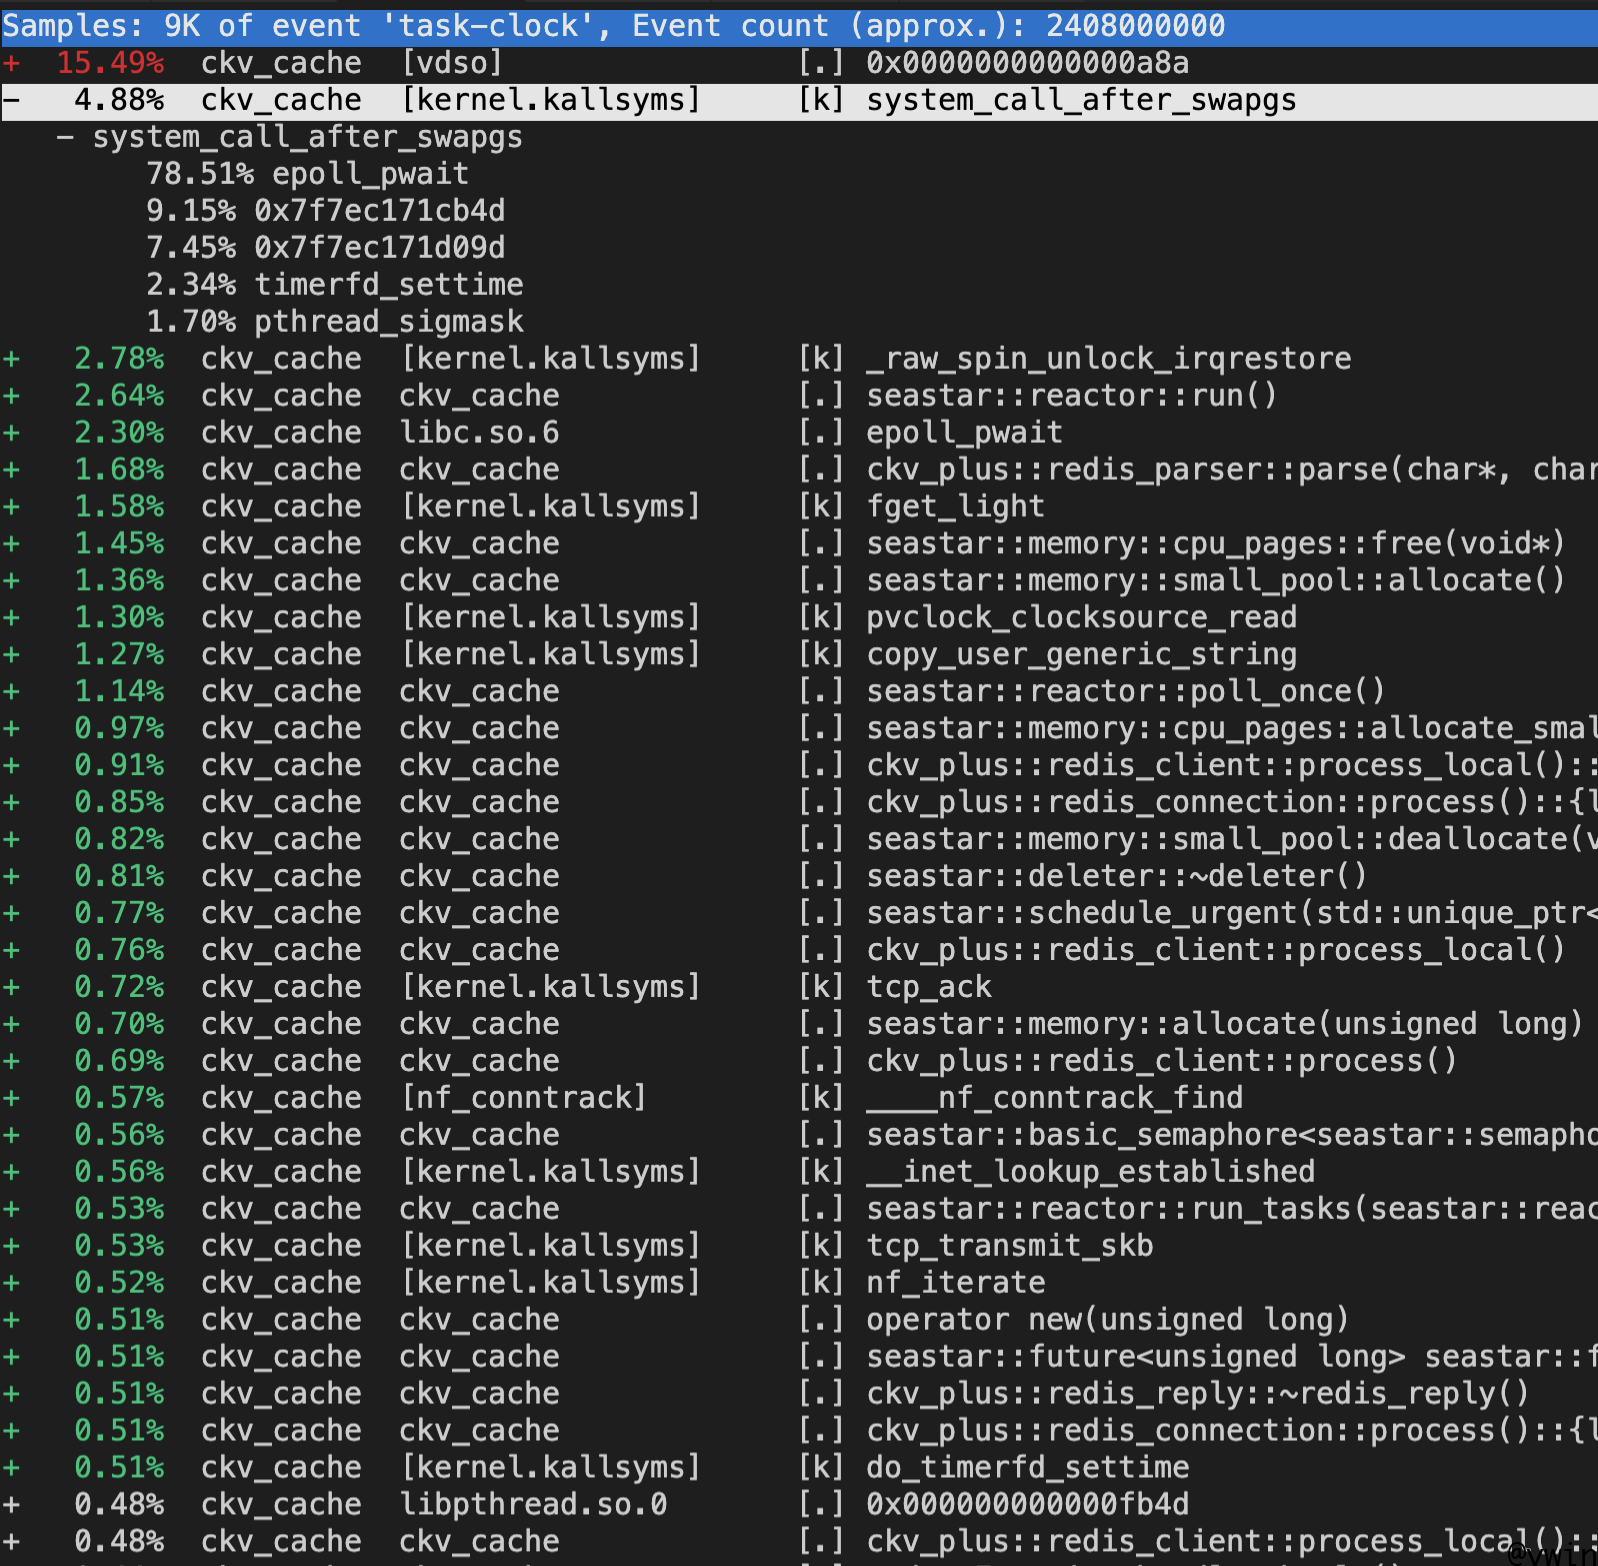 Samples: 9K of event 'task-clock', Event count (approx.): 2408000000
+ 15.49% ckv_cache [vdso] [.] 0x0000000000000a8a
- 4.88% ckv_cache [kernel.kallsyms] [k] system_call_after_swapgs
- system_call_after_swapgs
78.51% epoll_pwait
9.15% 0x7f7ec171cb4d
7.45% 0x7f7ec171d09d
2.34% timerfd_settime
1.70% pthread_sigmask
+ 2.78% ckv_cache [kernel.kallsyms] [k] _raw_spin_unlock_irqrestore
+ 2.64% ckv_cache ckv_cache [.] seastar::reactor::run()
+ 2.30% ckv_cache libc.so.6 [.] epoll_pwait
+ 1.68% ckv_cache ckv_cache [.] ckv_plus::redis_parser::parse(char*, char
+ 1.58% ckv_cache [kernel.kallsyms] [k] fget_light
+ 1.45% ckv_cache ckv_cache [.] seastar::memory::cpu_pages::free(void*)
+ 1.36% ckv_cache ckv_cache [.] seastar::memory::small_pool::allocate()
+ 1.30% ckv_cache [kernel.kallsyms] [k] pvclock_clocksource_read
+ 1.27% ckv_cache [kernel.kallsyms] [k] copy_user_generic_string
+ 1.14% ckv_cache ckv_cache [.] seastar::reactor::poll_once()
+ 0.97% ckv_cache ckv_cache [.] seastar::memory::cpu_pages::allocate_smal
+ 0.91% ckv_cache ckv_cache [.] ckv_plus::redis_client::process_local()::
+ 0.85% ckv_cache ckv_cache [.] ckv_plus::redis_connection::process()::{l
+ 0.82% ckv_cache ckv_cache [.] seastar::memory::small_pool::deallocate(v
+ 0.81% ckv_cache ckv_cache [.] seastar::deleter::~deleter()
+ 0.77% ckv_cache ckv_cache [.] seastar::schedule_urgent(std::unique_ptr<
+ 0.76% ckv_cache ckv_cache [.] ckv_plus::redis_client::process_local()
+ 0.72% ckv_cache [kernel.kallsyms] [k] tcp_ack
+ 0.70% ckv_cache ckv_cache [.] seastar::memory::allocate(unsigned long)
+ 0.69% ckv_cache ckv_cache [.] ckv_plus::redis_client::process()
+ 0.57% ckv_cache [nf_conntrack] [k] ____nf_conntrack_find
+ 0.56% ckv_cache ckv_cache [.] seastar::basic_semaphore<seastar::semapho
+ 0.56% ckv_cache [kernel.kallsyms] [k] __inet_lookup_established
+ 0.53% ckv_cache ckv_cache [.] seastar::reactor::run_tasks(seastar::reac
+ 0.53% ckv_cache [kernel.kallsyms] [k] tcp_transmit_skb
+ 0.52% ckv_cache [kernel.kallsyms] [k] nf_iterate
+ 0.51% ckv_cache ckv_cache [.] operator new(unsigned long)
+ 0.51% ckv_cache ckv_cache [.] seastar::future<unsigned long> seastar::f
+ 0.51% ckv_cache ckv_cache [.] ckv_plus::redis_reply::~redis_reply()
+ 0.51% ckv_cache ckv_cache [.] ckv_plus::redis_connection::process()::{l
+ 0.51% ckv_cache [kernel.kallsyms] [k] do_timerfd_settime
+ 0.48% ckv_cache libpthread.so.0 [.] 0x000000000000fb4d
+ 0.48% ckv_cache ckv_cache [.] ckv_plus::redis_client::process_local()::